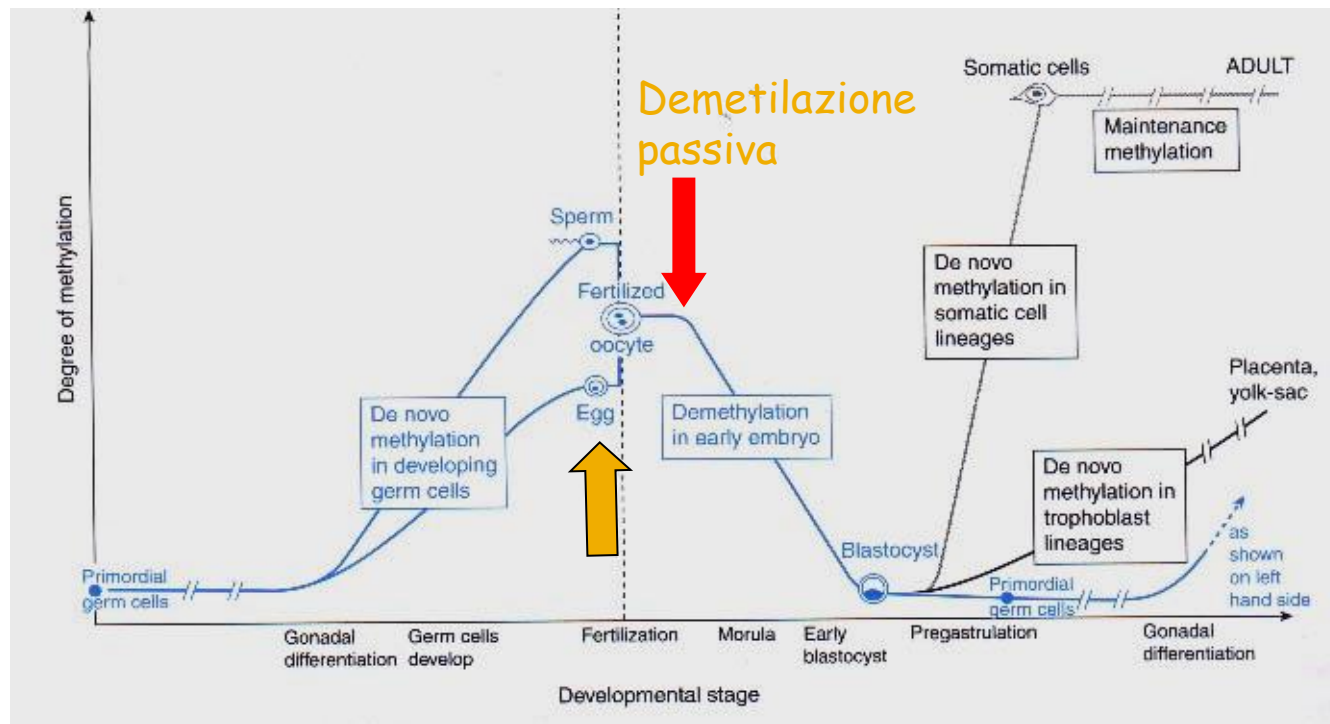 Demetilazione
passiva
Somatic cells
ADULT
Maintenance
methylation
Degree of methylation
Sperm
Fertilized
oocyte
Egg
De novo
methylation
in developing
germ cells
Demethylation
in early embryo
De novo
methylation in
somatic cell
lineages
Placenta,
yolk-sac
De novo
methylation in
trophoblast
lineages
Blastocyst
Primordial
germ cells
Primordial
germ cells
as
shown
on left
hand side
Gonadal
differentiation
Germ cells
develop
Fertilization
Morula
Early
blastocyst
Pregastrulation
Gonadal
differentiation
Developmental stage